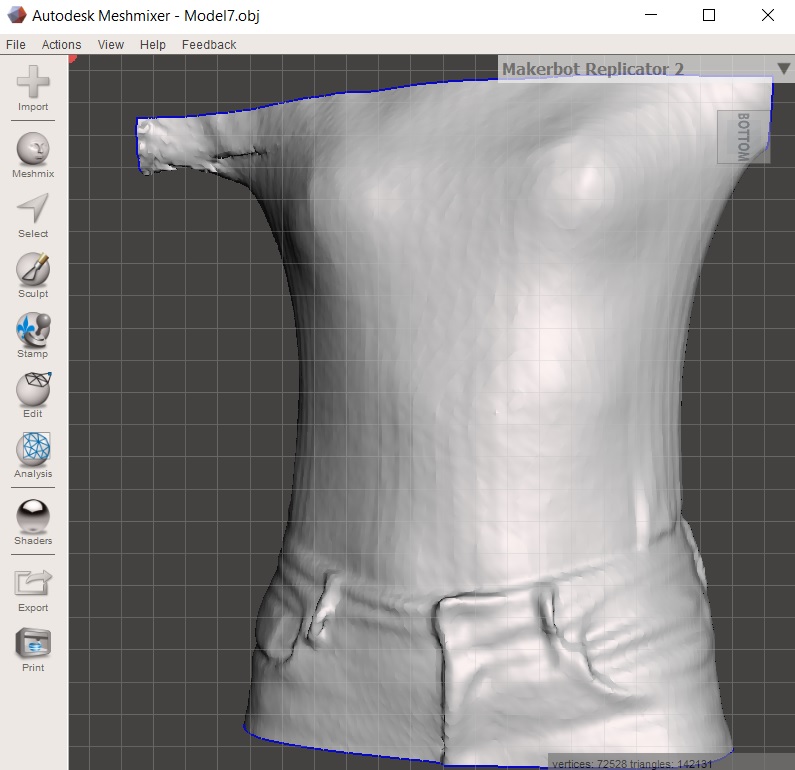 Autodesk Meshmixer - Model7.obj
File Actions View Help Feedback
Makerbot Replicator 2
BOTTOM
Import
Meshmix
Select
Sculpt
Stamp
Edit
Analysis
Shaders
Export
Print
vertices: 72528 triangles: 142131